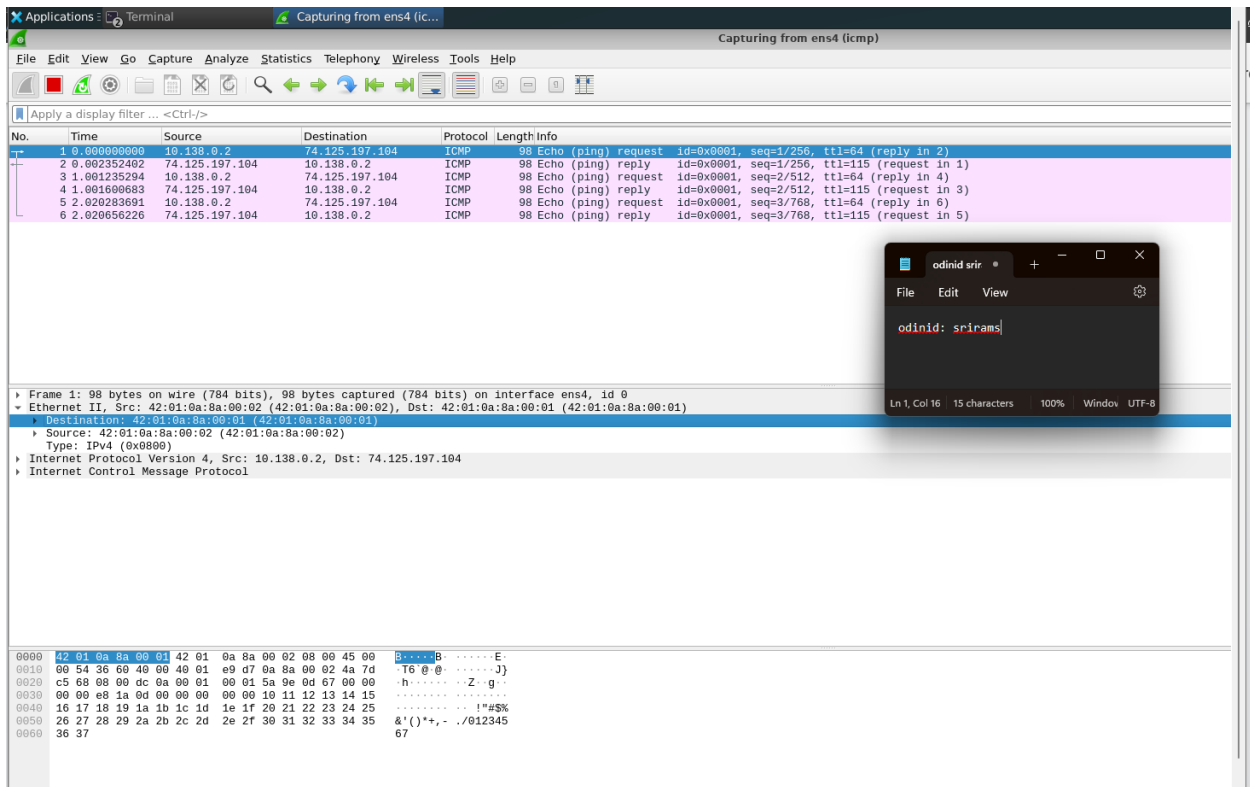 Applications Terminal Capturing from ens4 (ic...
Capturing from ens4 (icmp)
File Edit View Go Capture Analyze Statistics Telephony Wireless Tools Help
Apply a display filter ... <Ctrl-/>
No. Time Source Destination Protocol Length Info
1 0.000000000 10.138.0.2 74.125.197.104 ICMP 98 Echo (ping) request id=0x0001, seq=1/256, ttl=64 (reply in 2)
2 0.002352402 74.125.197.104 10.138.0.2 ICMP 98 Echo (ping) reply id=0x0001, seq=1/256, ttl=115 (request in 1)
3 1.001235294 10.138.0.2 74.125.197.104 ICMP 98 Echo (ping) request id=0x0001, seq=2/512, ttl=64 (reply in 4)
4 1.001600683 74.125.197.104 10.138.0.2 ICMP 98 Echo (ping) reply id=0x0001, seq=2/512, ttl=115 (request in 3)
5 2.020283691 10.138.0.2 74.125.197.104 ICMP 98 Echo (ping) request id=0x0001, seq=3/768, ttl=64 (reply in 6)
6 2.020656226 74.125.197.104 10.138.0.2 ICMP 98 Echo (ping) reply id=0x0001, seq=3/768, ttl=115 (request in 5)
odinid srir
File Edit View
odinid: srirams
Ln 1, Col 16 15 characters 100% Window UTF-8
Frame 1: 98 bytes on wire (784 bits), 98 bytes captured (784 bits) on interface ens4, id 0
Ethernet II, Src: 42:01:0a:8a:00:02 (42:01:0a:8a:00:02), Dst: 42:01:0a:8a:00:01 (42:01:0a:8a:00:01)
Destination: 42:01:0a:8a:00:01 (42:01:0a:8a:00:01)
Source: 42:01:0a:8a:00:02 (42:01:0a:8a:00:02)
Type: IPv4 (0x0800)
Internet Protocol Version 4, Src: 10.138.0.2, Dst: 74.125.197.104
Internet Control Message Protocol
0000 42 01 0a 8a 00 01 42 01 0a 8a 00 02 08 00 45 00 B·····B· ······E·
0010 00 54 36 60 40 00 40 01 e9 d7 0a 8a 00 02 4a 7d ·T6`@·@· ······J}
0020 c5 68 08 00 dc 0a 00 01 00 01 5a 9e 0d 67 00 00 ·h······ ··Z··g··
0030 00 00 e8 1a 0d 00 00 00 00 00 10 11 12 13 14 15 ········ ········
0040 16 17 18 19 1a 1b 1c 1d 1e 1f 20 21 22 23 24 25 ········ ·· !"#$%
0050 26 27 28 29 2a 2b 2c 2d 2e 2f 30 31 32 33 34 35 &'()*+,- ./012345
0060 36 37 67